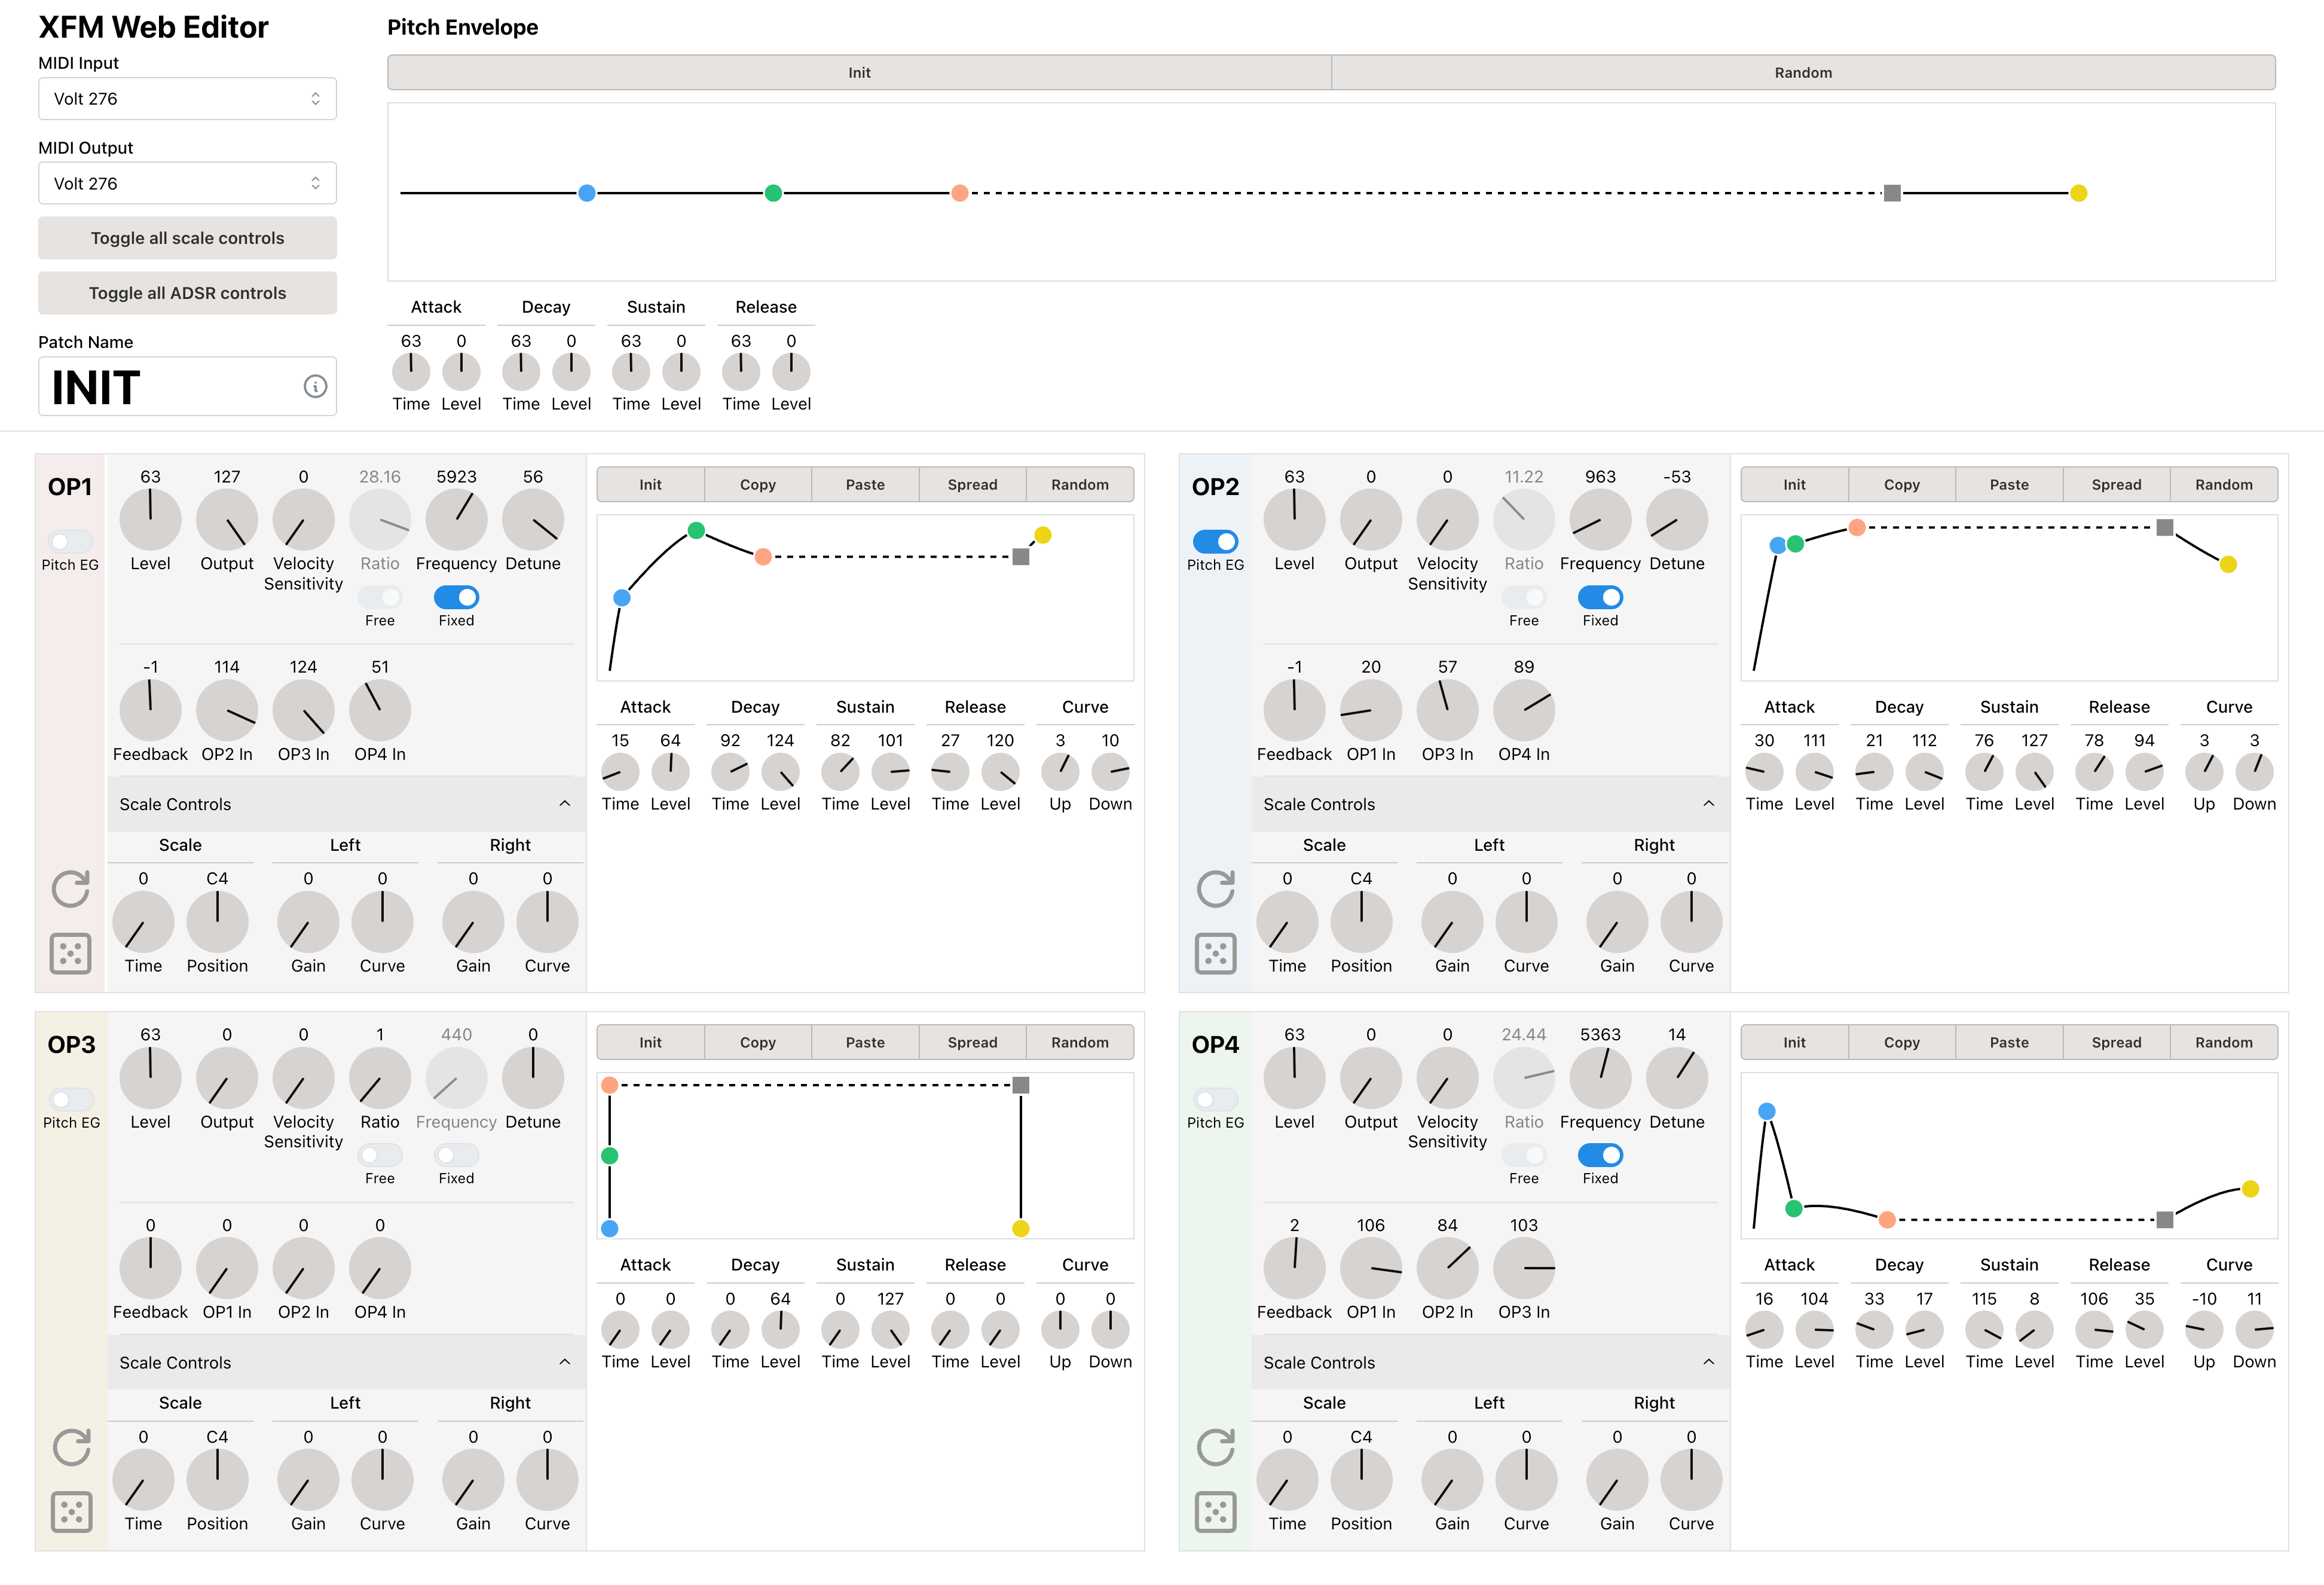 XFM Web Editor
MIDI Input
Volt 276
MIDI Output
Volt 276
Toggle all scale controls
Toggle all ADSR controls
Patch Name
INIT
Pitch Envelope
Init Random
Attack Decay Sustain Release
63 0 63 0 63 0 63 0
Time Level Time Level Time Level Time Level
OP1
Pitch EG
63 127 0 28.16 5923 56
Level Output Velocity Sensitivity Ratio Frequency Detune
Free Fixed
-1 114 124 51
Feedback OP2 In OP3 In OP4 In
Scale Controls
Scale Left Right
0 C4 0 0 0 0
Time Position Gain Curve Gain Curve
Init Copy Paste Spread Random
Attack Decay Sustain Release Curve
15 64 92 124 82 101 27 120 3 10
Time Level Time Level Time Level Time Level Up Down
OP2
Pitch EG
63 0 0 11.22 963 -53
Level Output Velocity Sensitivity Ratio Frequency Detune
Free Fixed
-1 20 57 89
Feedback OP1 In OP3 In OP4 In
Scale Controls
Scale Left Right
0 C4 0 0 0 0
Time Position Gain Curve Gain Curve
Init Copy Paste Spread Random
Attack Decay Sustain Release Curve
30 111 21 112 76 127 78 94 3 3
Time Level Time Level Time Level Time Level Up Down
OP3
Pitch EG
63 0 0 1 440 0
Level Output Velocity Sensitivity Ratio Frequency Detune
Free Fixed
0 0 0 0
Feedback OP1 In OP2 In OP4 In
Scale Controls
Scale Left Right
0 C4 0 0 0 0
Time Position Gain Curve Gain Curve
Init Copy Paste Spread Random
Attack Decay Sustain Release Curve
0 0 0 64 0 127 0 0 0 0
Time Level Time Level Time Level Time Level Up Down
OP4
Pitch EG
63 0 0 24.44 5363 14
Level Output Velocity Sensitivity Ratio Frequency Detune
Free Fixed
2 106 84 103
Feedback OP1 In OP2 In OP3 In
Scale Controls
Scale Left Right
0 C4 0 0 0 0
Time Position Gain Curve Gain Curve
Init Copy Paste Spread Random
Attack Decay Sustain Release Curve
16 104 33 17 115 8 106 35 -10 11
Time Level Time Level Time Level Time Level Up Down